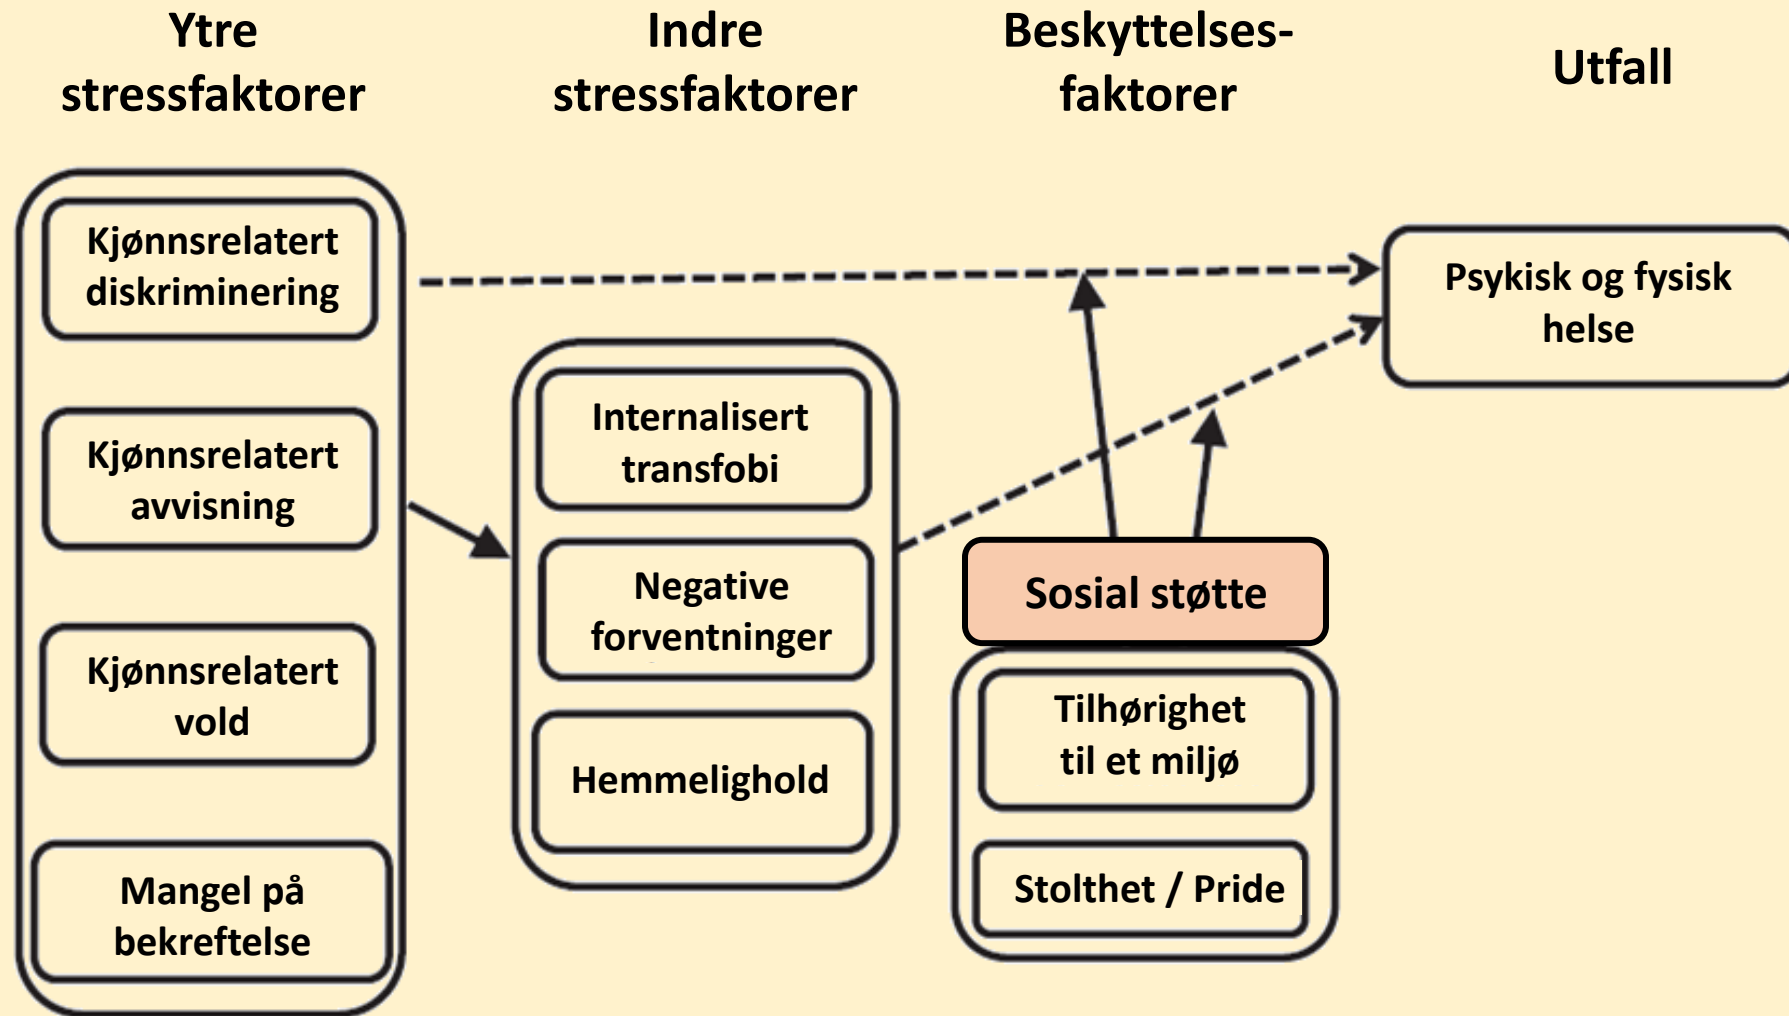 Ytre
stressfaktorer
Indre
stressfaktorer
Beskyttelses-
faktorer
Utfall
Kjønnsrelatert
diskriminering
Kjønnsrelatert
avvisning
Kjønnsrelatert
vold
Mangel på
bekreftelse
Internalisert
transfobi
Negative
forventninger
Hemmelighold
Sosial støtte
Tilhørighet
til et miljø
Stolthet / Pride
Psykisk og fysisk
helse